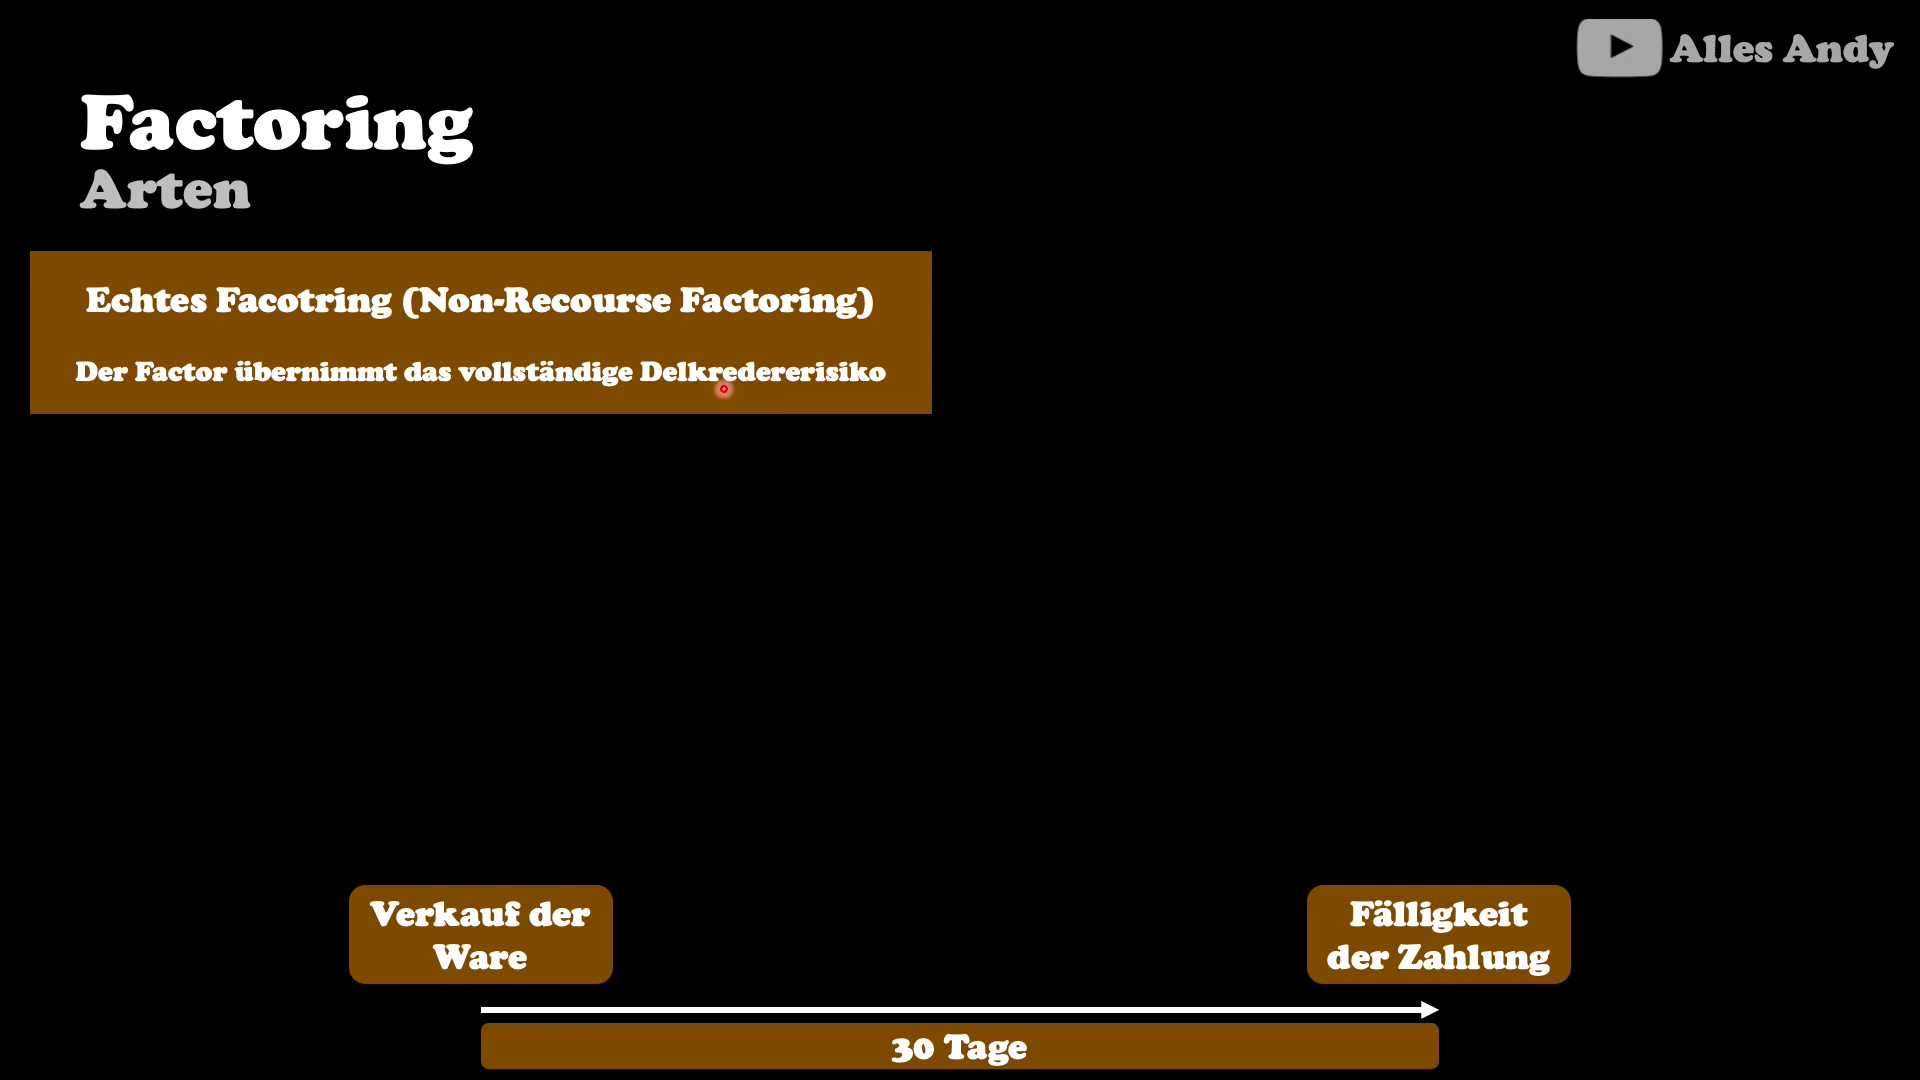 Alles Andy
Factoring
Arten
Echtes Facotring (Non-Recourse Factoring)
Der Factor übernimmt das vollständige Delkredererisiko
Verkauf der
Ware
Fälligkeit
der Zahlung
30 Tage